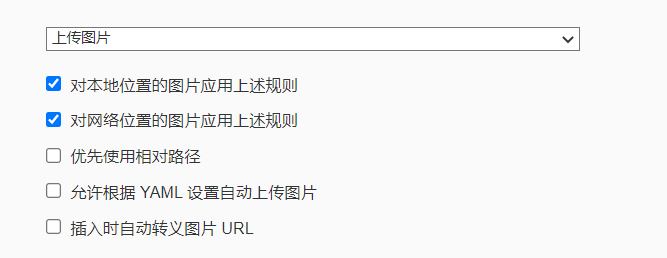 上传图片
对本地位置的图片应用上述规则
对网络位置的图片应用上述规则
优先使用相对路径
允许根据 YAML 设置自动上传图片
插入时自动转义图片 URL